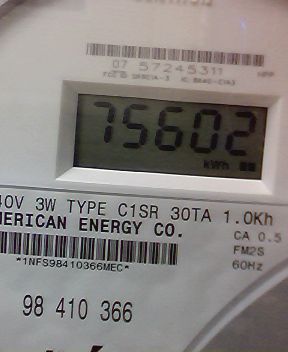 07 57245311
75602
kWh
40V 3W TYPE C1SR 30TA 1.0Kh
MERICAN ENERGY CO.
CA 0.5
FM2S
60Hz
*1NFS98410366MEC*
98 410 366